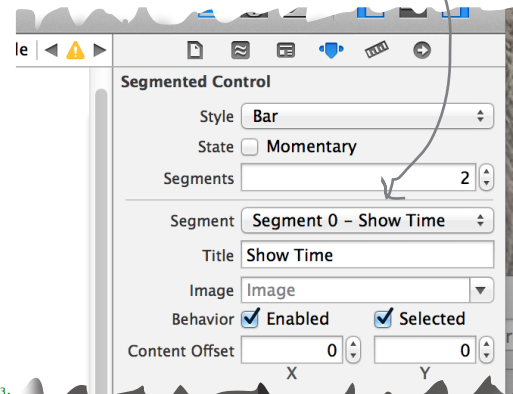 le
Segmented Control
Style Bar
State Momentary
Segments 2
Segment Segment 0 – Show Time
Title Show Time
Image Image
Behavior Enabled Selected
Content Offset 0 0
X Y
3.